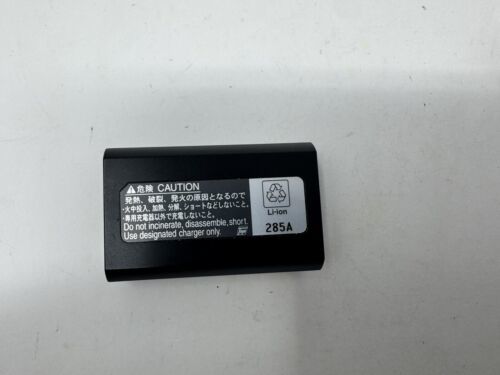 ⚠危険 CAUTION
発熱、破裂、発火の原因となるので
・火中投入、加熱、分解、ショートなどしないこと。
・専用充電器以外で充電しないこと。
Do not incinerate, disassemble, short.
Use designated charger only.
Li-ion
285A